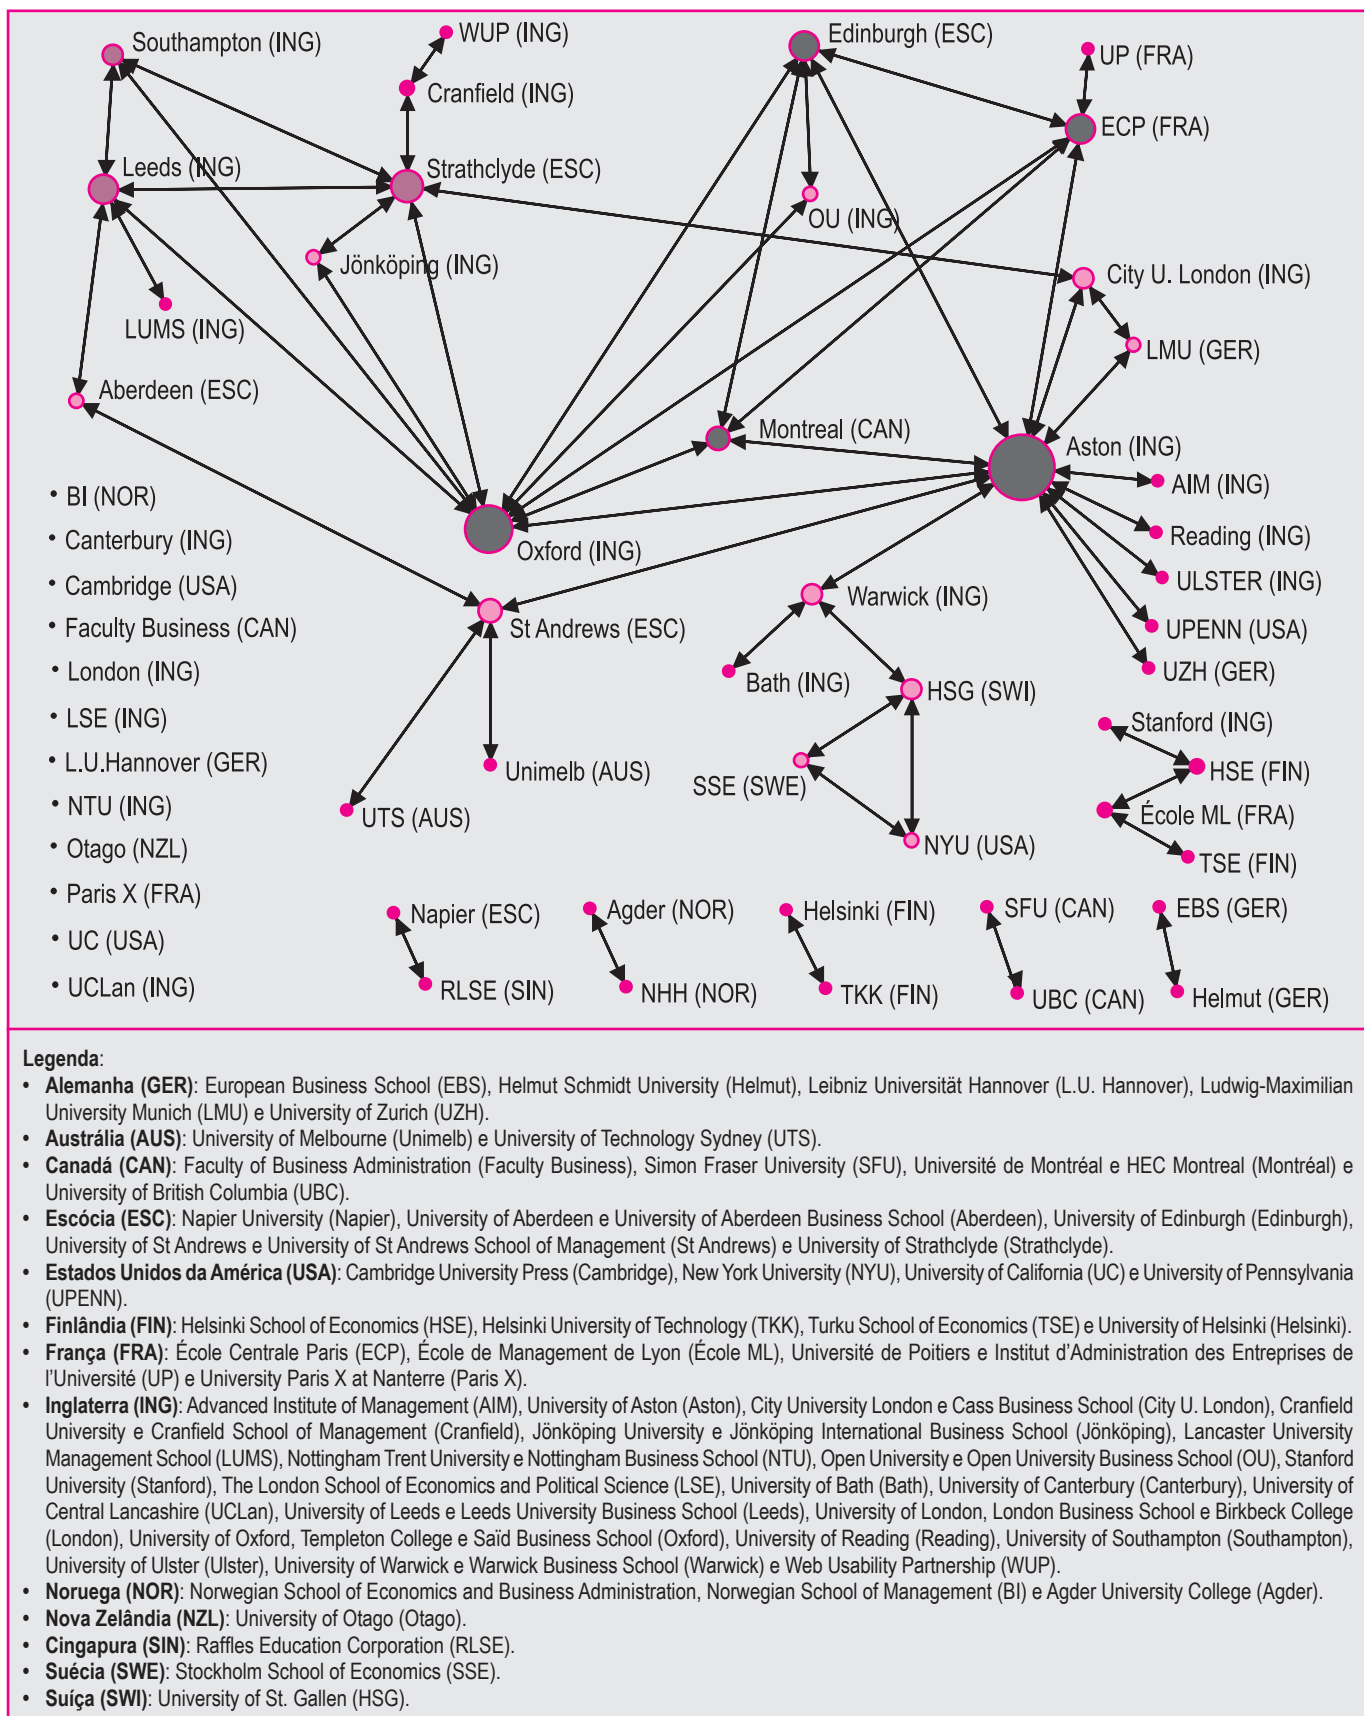 Southampton (ING)
WUP (ING)
Edinburgh (ESC)
UP (FRA)
Cranfield (ING)
ECP (FRA)
Leeds (ING)
Strathclyde (ESC)
OU (ING)
Jönköping (ING)
City U. London (ING)
LUMS (ING)
LMU (GER)
Aberdeen (ESC)
Montreal (CAN)
Aston (ING)
AIM (ING)
Reading (ING)
ULSTER (ING)
UPENN (USA)
UZH (GER)
Oxford (ING)
Warwick (ING)
St Andrews (ESC)
Bath (ING)
HSG (SWI)
Stanford (ING)
HSE (FIN)
Unimelb (AUS)
SSE (SWE)
UTS (AUS)
École ML (FRA)
NYU (USA)
TSE (FIN)
• BI (NOR)
• Canterbury (ING)
• Cambridge (USA)
• Faculty Business (CAN)
• London (ING)
• LSE (ING)
• L.U.Hannover (GER)
• NTU (ING)
• Otago (NZL)
• Paris X (FRA)
• UC (USA)
• UCLan (ING)
Napier (ESC)
Agder (NOR)
Helsinki (FIN)
SFU (CAN)
EBS (GER)
RLSE (SIN)
NHH (NOR)
TKK (FIN)
UBC (CAN)
Helmut (GER)
Legenda:
• Alemanha (GER): European Business School (EBS), Helmut Schmidt University (Helmut), Leibniz Universität Hannover (L.U. Hannover), Ludwig-Maximilian
University Munich (LMU) e University of Zurich (UZH).
• Austrália (AUS): University of Melbourne (Unimelb) e University of Technology Sydney (UTS).
• Canadá (CAN): Faculty of Business Administration (Faculty Business), Simon Fraser University (SFU), Université de Montréal e HEC Montreal (Montréal) e
University of British Columbia (UBC).
• Escócia (ESC): Napier University (Napier), University of Aberdeen e University of Aberdeen Business School (Aberdeen), University of Edinburgh (Edinburgh),
University of St Andrews e University of St Andrews School of Management (St Andrews) e University of Strathclyde (Strathclyde).
• Estados Unidos da América (USA): Cambridge University Press (Cambridge), New York University (NYU), University of California (UC) e University of Pennsylvania
(UPENN).
• Finlândia (FIN): Helsinki School of Economics (HSE), Helsinki University of Technology (TKK), Turku School of Economics (TSE) e University of Helsinki (Helsinki).
• França (FRA): École Centrale Paris (ECP), École de Management de Lyon (École ML), Université de Poitiers e Institut d'Administration des Entreprises de
l'Université (UP) e University Paris X at Nanterre (Paris X).
• Inglaterra (ING): Advanced Institute of Management (AIM), University of Aston (Aston), City University London e Cass Business School (City U. London), Cranfield
University e Cranfield School of Management (Cranfield), Jönköping University e Jönköping International Business School (Jönköping), Lancaster University
Management School (LUMS), Nottingham Trent University e Nottingham Business School (NTU), Open University e Open University Business School (OU), Stanford
University (Stanford), The London School of Economics and Political Science (LSE), University of Bath (Bath), University of Canterbury (Canterbury), University of
Central Lancashire (UCLan), University of Leeds e Leeds University Business School (Leeds), University of London, London Business School e Birkbeck College
(London), University of Oxford, Templeton College e Saïd Business School (Oxford), University of Reading (Reading), University of Southampton (Southampton),
University of Ulster (Ulster), University of Warwick e Warwick Business School (Warwick) e Web Usability Partnership (WUP).
• Noruega (NOR): Norwegian School of Economics and Business Administration, Norwegian School of Management (BI) e Agder University College (Agder).
• Nova Zelândia (NZL): University of Otago (Otago).
• Cingapura (SIN): Raffles Education Corporation (RLSE).
• Suécia (SWE): Stockholm School of Economics (SSE).
• Suíça (SWI): University of St. Gallen (HSG).